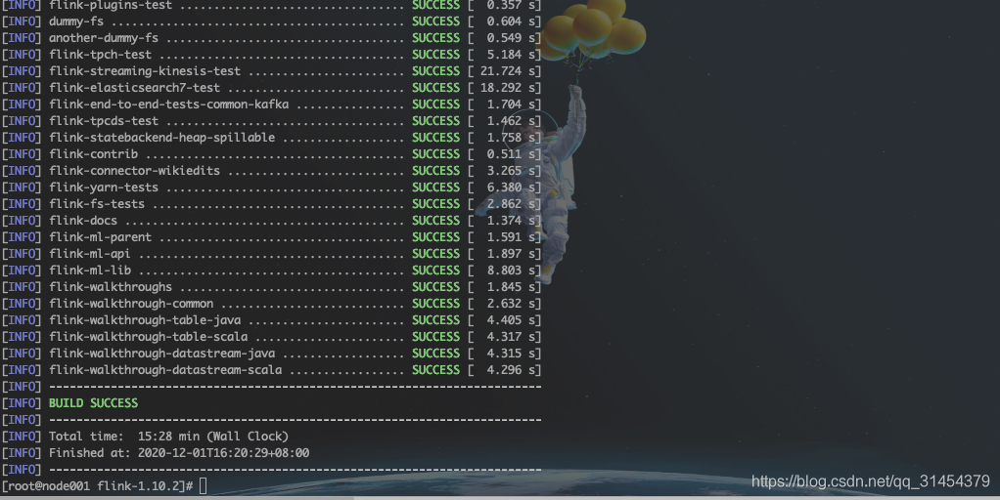 [INFO] flink-plugins-test ................................. SUCCESS [  0.357 s]
[INFO] dummy-fs ........................................... SUCCESS [  0.604 s]
[INFO] another-dummy-fs ................................... SUCCESS [  0.549 s]
[INFO] flink-tpch-test .................................... SUCCESS [  5.184 s]
[INFO] flink-streaming-kinesis-test ....................... SUCCESS [ 21.724 s]
[INFO] flink-elasticsearch7-test .......................... SUCCESS [ 18.292 s]
[INFO] flink-end-to-end-tests-common-kafka ................ SUCCESS [  1.704 s]
[INFO] flink-tpcds-test ................................... SUCCESS [  1.462 s]
[INFO] flink-statebackend-heap-spillable .................. SUCCESS [  1.758 s]
[INFO] flink-contrib ...................................... SUCCESS [  0.511 s]
[INFO] flink-connector-wikiedits .......................... SUCCESS [  3.265 s]
[INFO] flink-yarn-tests ................................... SUCCESS [  6.380 s]
[INFO] flink-fs-tests ..................................... SUCCESS [  2.862 s]
[INFO] flink-docs ......................................... SUCCESS [  1.374 s]
[INFO] flink-ml-parent .................................... SUCCESS [  1.591 s]
[INFO] flink-ml-api ....................................... SUCCESS [  1.897 s]
[INFO] flink-ml-lib ....................................... SUCCESS [  8.803 s]
[INFO] flink-walkthroughs ................................. SUCCESS [  1.845 s]
[INFO] flink-walkthrough-common ........................... SUCCESS [  2.632 s]
[INFO] flink-walkthrough-table-java ....................... SUCCESS [  4.405 s]
[INFO] flink-walkthrough-table-scala ...................... SUCCESS [  4.317 s]
[INFO] flink-walkthrough-datastream-java .................. SUCCESS [  4.315 s]
[INFO] flink-walkthrough-datastream-scala ................. SUCCESS [  4.296 s]
[INFO] ------------------------------------------------------------------------
[INFO] BUILD SUCCESS
[INFO] ------------------------------------------------------------------------
[INFO] Total time:  15:28 min (Wall Clock)
[INFO] Finished at: 2020-12-01T16:20:29+08:00
[INFO] ------------------------------------------------------------------------
[root@node001 flink-1.10.2]#
https://blog.csdn.net/qq_31454379